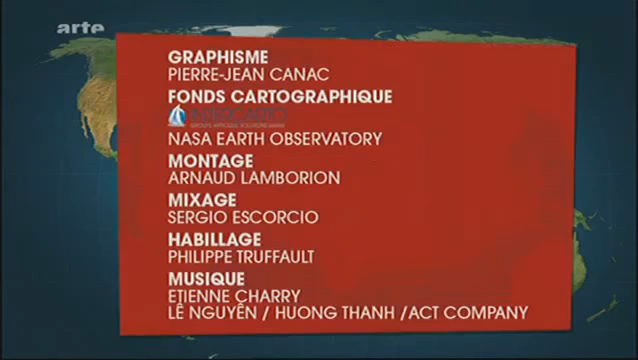 arte
GRAPHISME
PIERRE-JEAN CANAC
FONDS CARTOGRAPHIQUE
NASA EARTH OBSERVATORY
MONTAGE
ARNAUD LAMBORION
MIXAGE
SERGIO ESCORCIO
HABILLAGE
PHILIPPE TRUFFAULT
MUSIQUE
ETIENNE CHARRY
LÊ NGUYÊN / HUONG THANH /ACT COMPANY